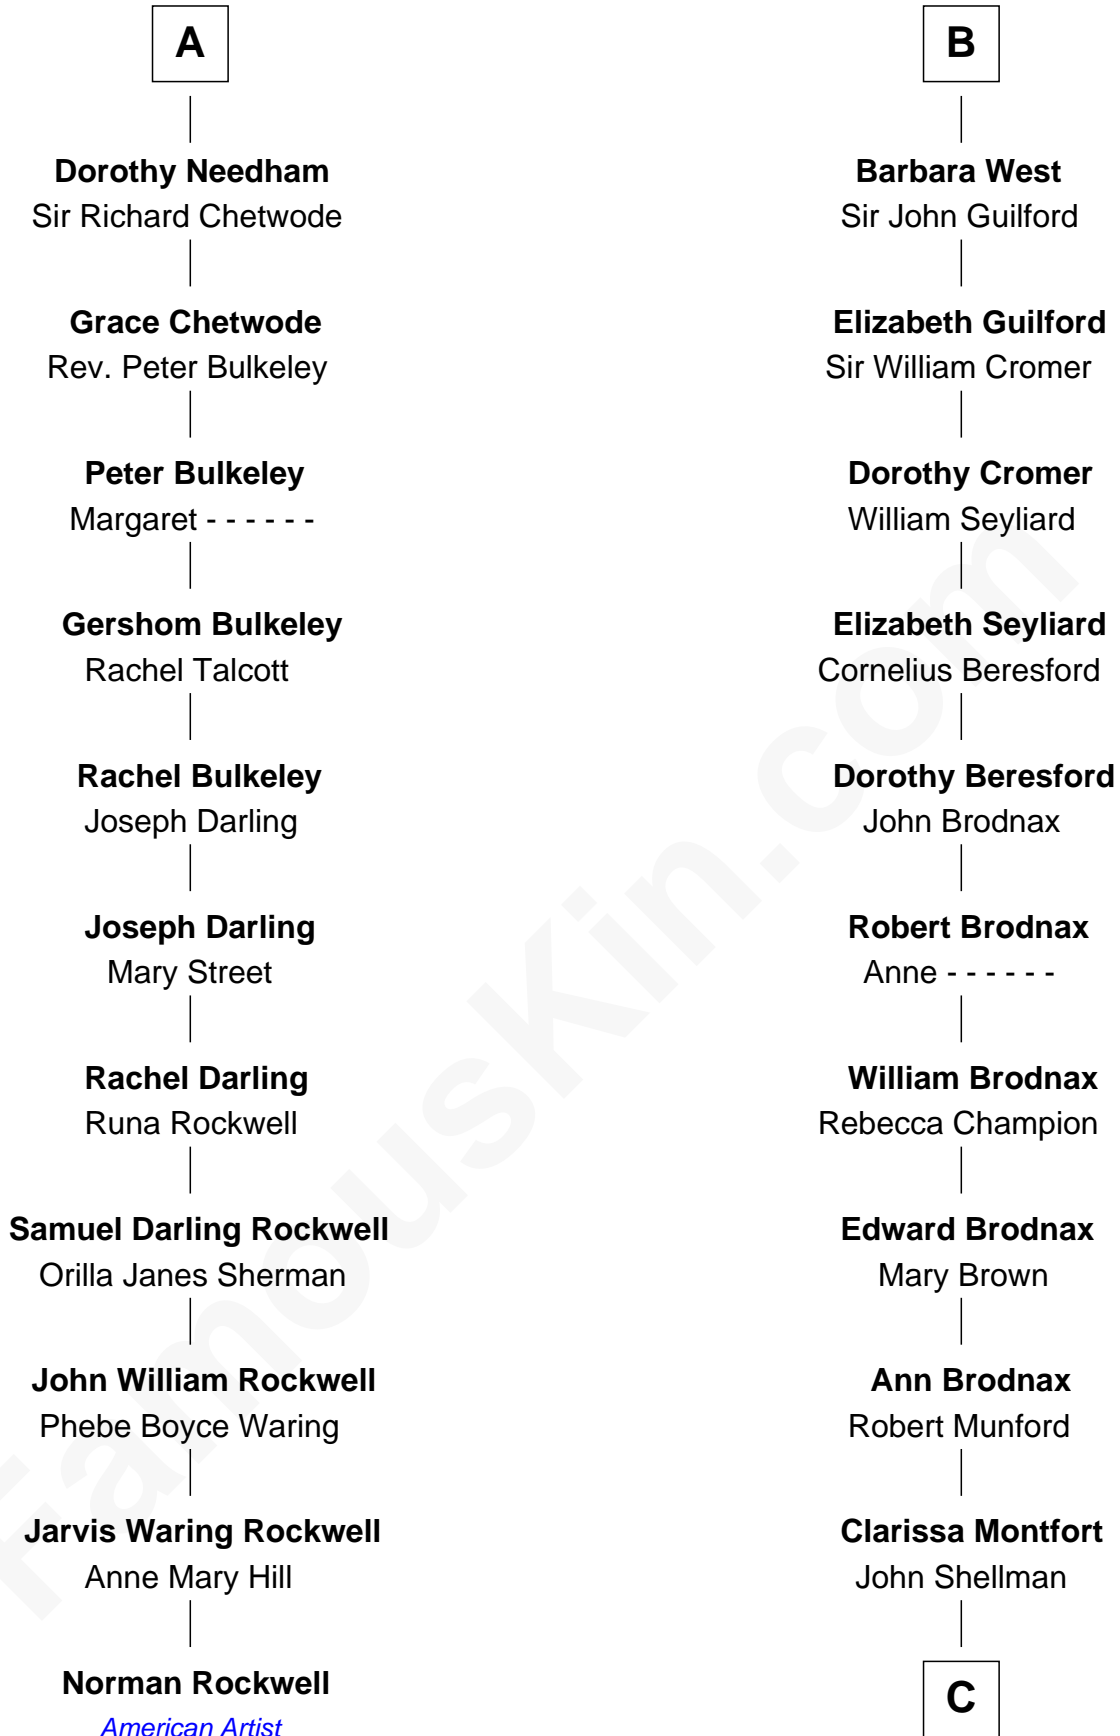 A
Dorothy Needham
Sir Richard Chetwode
Grace Chetwode
Rev. Peter Bulkeley
Peter Bulkeley
Margaret - - - - - -
Gershom Bulkeley
Rachel Talcott
Rachel Bulkeley
Joseph Darling
Joseph Darling
Mary Street
Rachel Darling
Runa Rockwell
Samuel Darling Rockwell
Orilla Janes Sherman
John William Rockwell
Phebe Boyce Waring
Jarvis Waring Rockwell
Anne Mary Hill
Norman Rockwell
American Artist
B
Barbara West
Sir John Guilford
Elizabeth Guilford
Sir William Cromer
Dorothy Cromer
William Seyliard
Elizabeth Seyliard
Cornelius Beresford
Dorothy Beresford
John Brodnax
Robert Brodnax
Anne - - - - - -
William Brodnax
Rebecca Champion
Edward Brodnax
Mary Brown
Ann Brodnax
Robert Munford
Clarissa Montfort
John Shellman
C
FamousKin.com